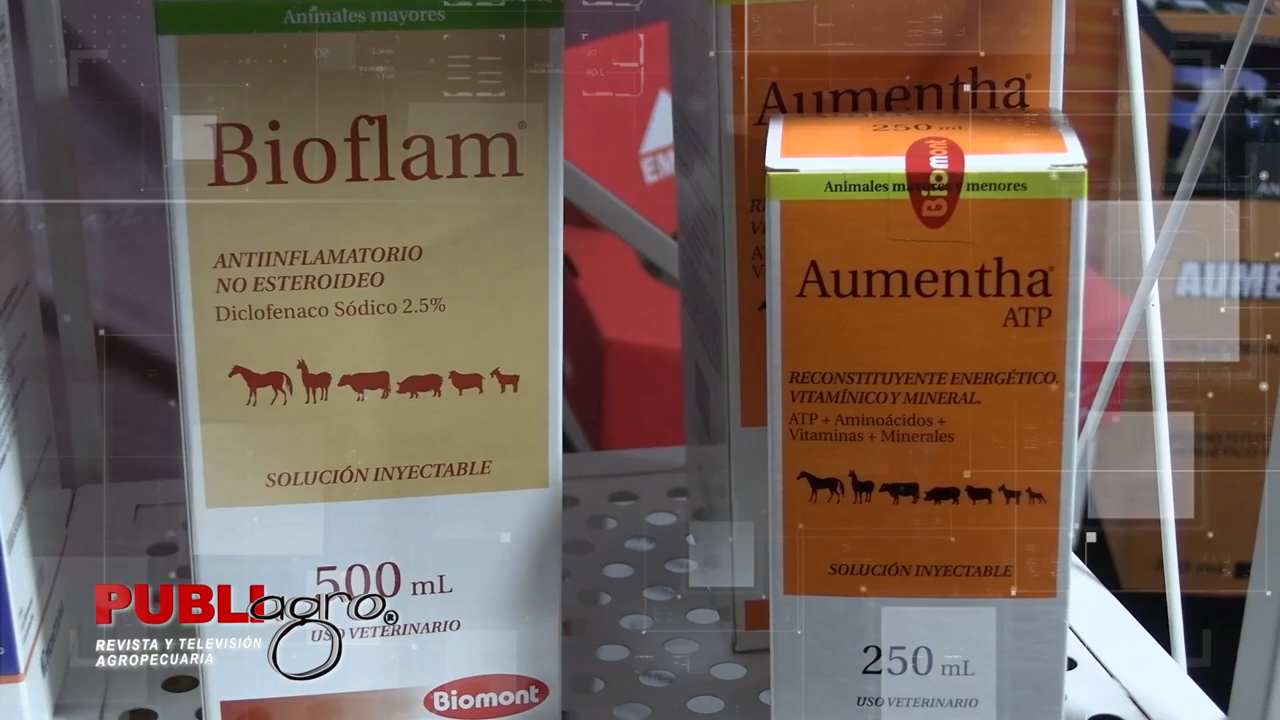 Animales mayores
Bioflam®
ANTIINFLAMATORIO
NO ESTEROIDEO
Diclofenaco Sódico 2.5%
SOLUCIÓN INYECTABLE
500 mL
USO VETERINARIO
Biomont
Aumentha®
250 mL
Biomont
Animales mayores y menores
Aumentha®
ATP
RECONSTITUYENTE ENERGÉTICO,
VITAMÍNICO Y MINERAL.
ATP + Aminoácidos +
Vitaminas + Minerales
SOLUCIÓN INYECTABLE
250 mL
USO VETERINARIO
AUME
EM
PUBLIagro®
REVISTA Y TELEVISIÓN
AGROPECUARIA